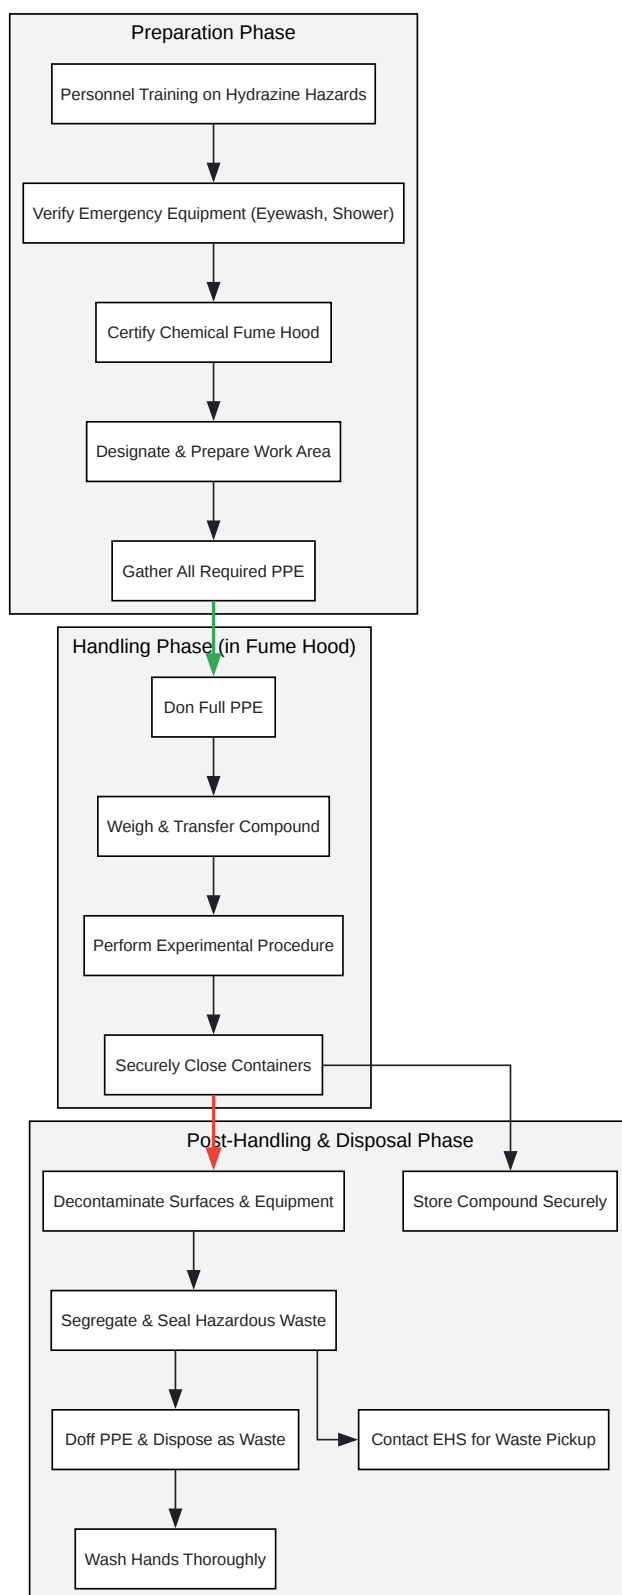 Preparation Phase
Personnel Training on Hydrazine Hazards
Verify Emergency Equipment (Eyewash, Shower)
Certify Chemical Fume Hood
Designate & Prepare Work Area
Gather All Required PPE
Handling Phase (in Fume Hood)
Don Full PPE
Weigh & Transfer Compound
Perform Experimental Procedure
Securely Close Containers
Post-Handling & Disposal Phase
Decontaminate Surfaces & Equipment
Store Compound Securely
Segregate & Seal Hazardous Waste
Doff PPE & Dispose as Waste
Contact EHS for Waste Pickup
Wash Hands Thoroughly